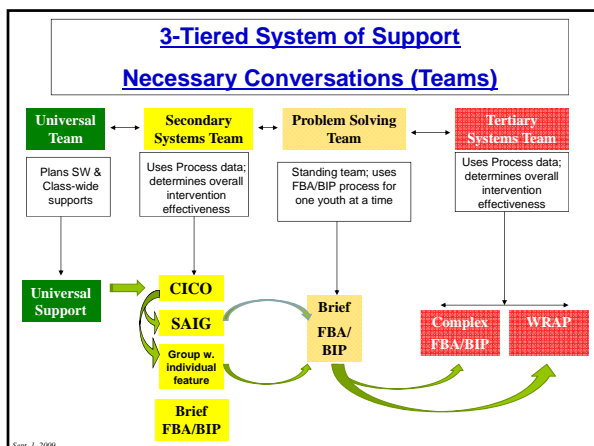 3-Tiered System of Support
Necessary Conversations (Teams)
Universal
Team
Secondary
Systems Team
Problem Solving
Team
Tertiary
Systems Team
Plans SW &
Class-wide
supports
Uses Process data;
determines overall
intervention
effectiveness
Standing team; uses
FBA/BIP process for
one youth at a time
Uses Process data;
determines overall
intervention
effectiveness
Universal
Support
CICO
SAIG
Group w.
individual
feature
Brief
FBA/BIP
Brief
FBA/
BIP
Complex
FBA/BIP
WRAP
Sept. 1, 2009